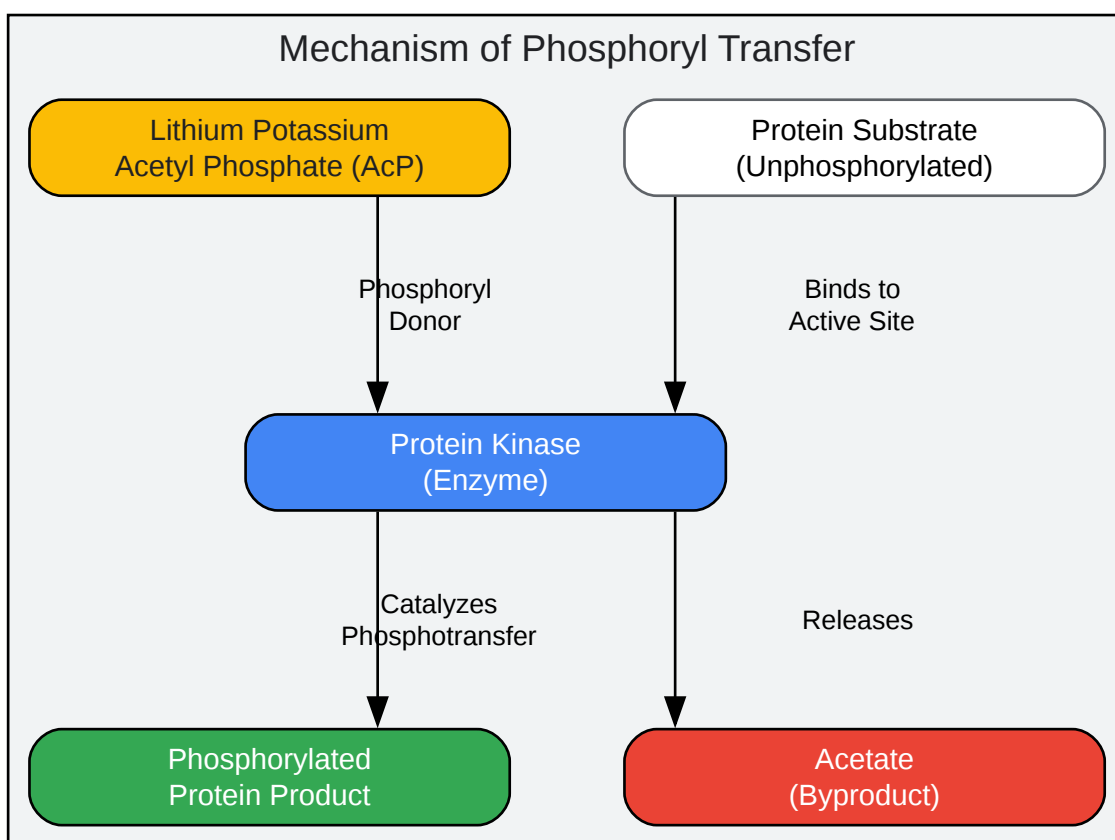 Mechanism of Phosphoryl Transfer
Lithium Potassium
Acetyl Phosphate (AcP)
Protein Substrate
(Unphosphorylated)
Phosphoryl
Donor
Binds to
Active Site
Protein Kinase
(Enzyme)
Catalyzes
Phosphotransfer
Releases
Phosphorylated
Protein Product
Acetate
(Byproduct)